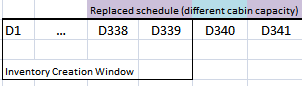 Replaced schedule (different cabin capacity)
D1 ... D338 D339 D340 D341
Inventory Creation Window